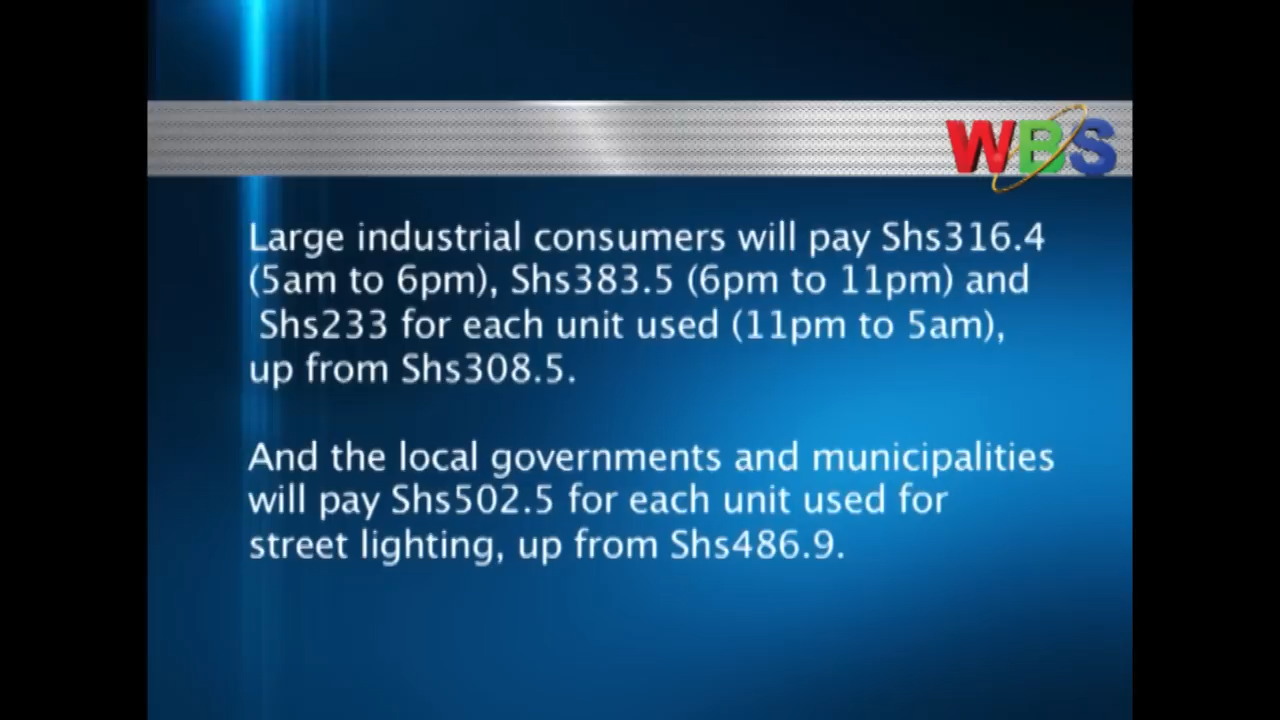 WBS
Large industrial consumers will pay Shs316.4
(5am to 6pm), Shs383.5 (6pm to 11pm) and
Shs233 for each unit used (11pm to 5am),
up from Shs308.5.
And the local governments and municipalities
will pay Shs502.5 for each unit used for
street lighting, up from Shs486.9.